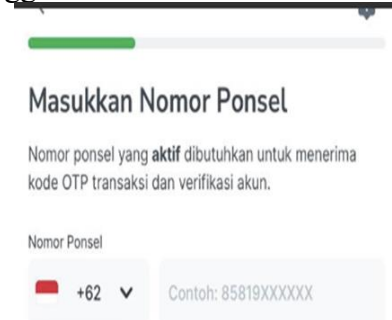 Masukkan Nomor Ponsel
Nomor ponsel yang aktif dibutuhkan untuk menerima
kode OTP transaksi dan verifikasi akun.
Nomor Ponsel
+62 Contoh: 85819XXXXXX